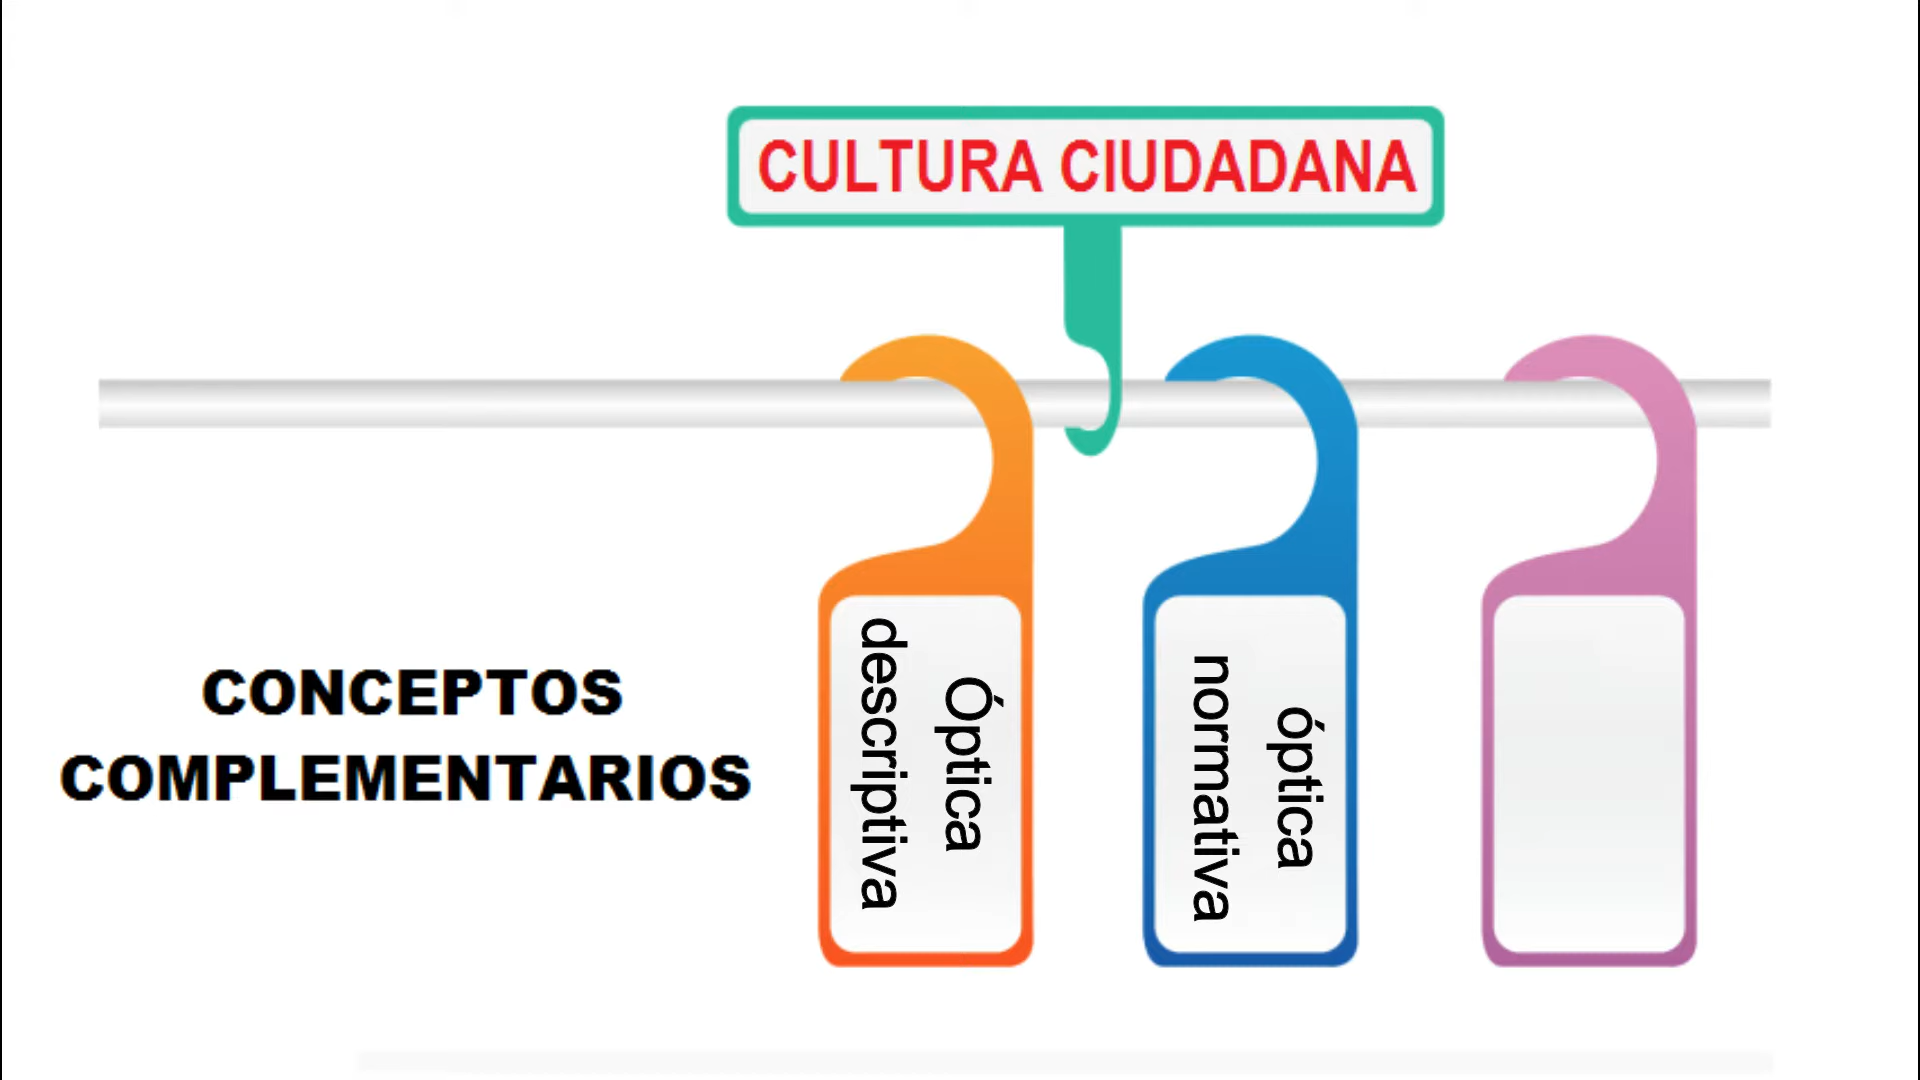 CULTURA CIUDADANA
CONCEPTOS
COMPLEMENTARIOS
Óptica
descriptiva
óptica
normativa